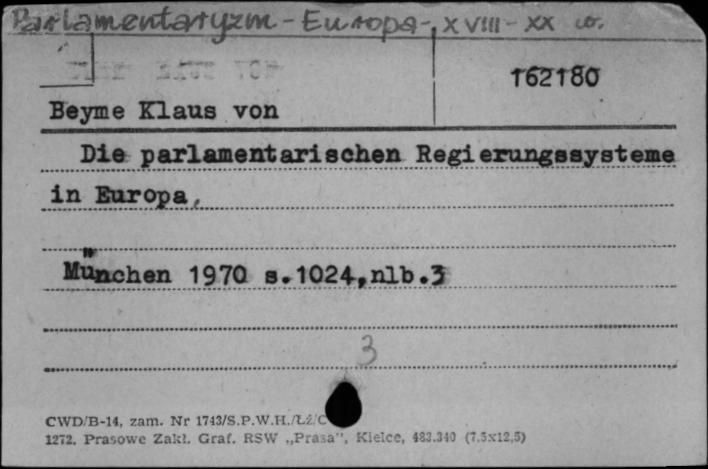 Parlamentaryzm - Europa - XVIII - XX w.
162180
Beyme Klaus von
Die parlamentarischen Regierungssysteme
in Europa,
München 1970 s.1024,nlb.3
3
CWD/B-14, zam. Nr 1743/S.P.W.H./Łź/C
1272. Prasowe Zakł. Graf. RSW „Prasa”, Kielce, 483.340 (7.5x12,5)